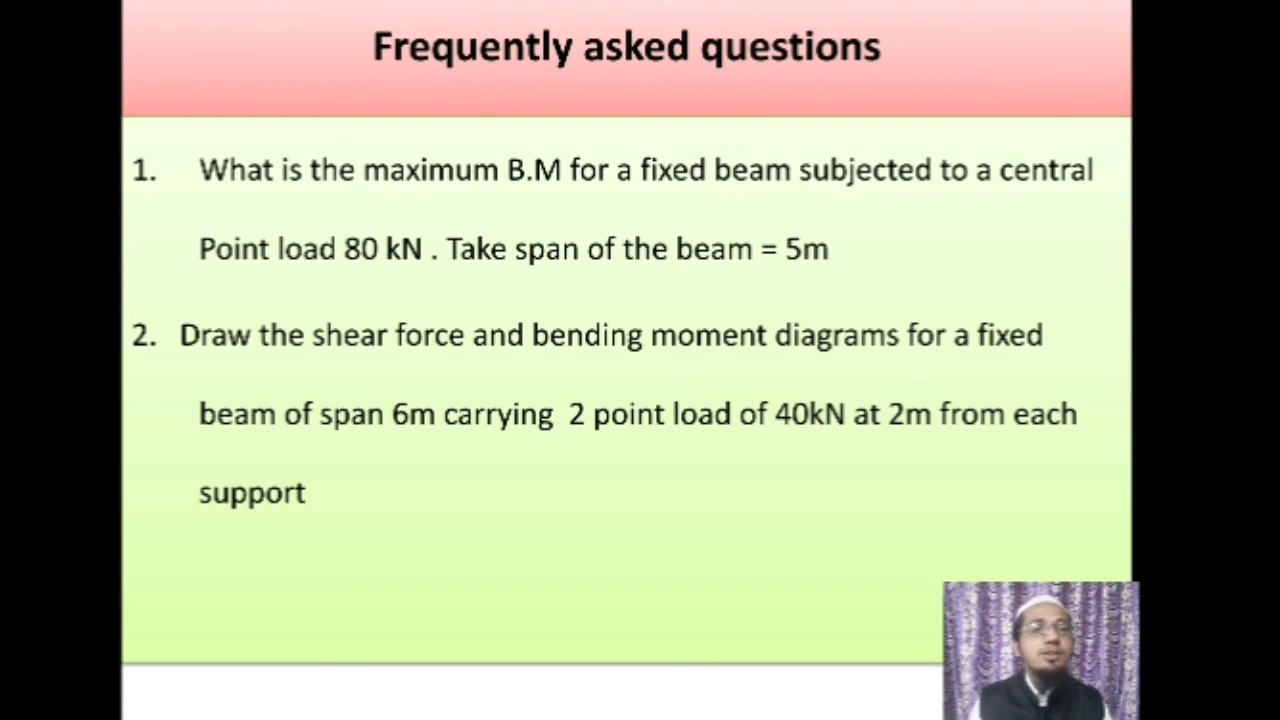 Frequently asked questions
1. What is the maximum B.M for a fixed beam subjected to a central
Point load 80 kN . Take span of the beam = 5m
2. Draw the shear force and bending moment diagrams for a fixed
beam of span 6m carrying 2 point load of 40kN at 2m from each
support